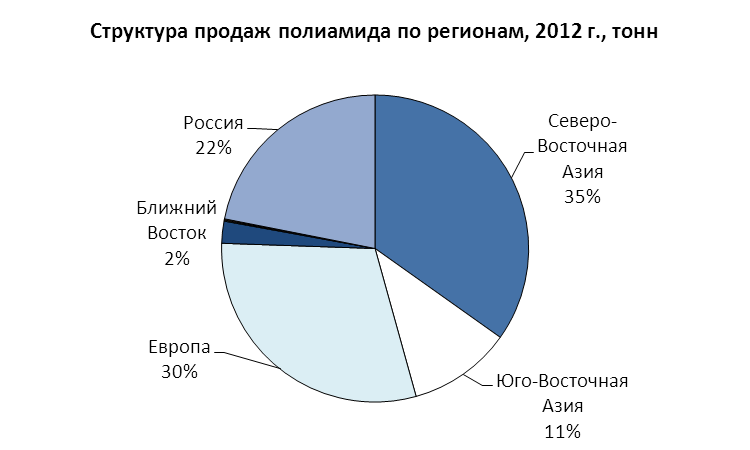 Структура продаж полиамида по регионам, 2012 г., тонн
Северо-
Восточная
Азия
35%
Юго-Восточная
Азия
11%
Европа
30%
Ближний
Восток
2%
Россия
22%